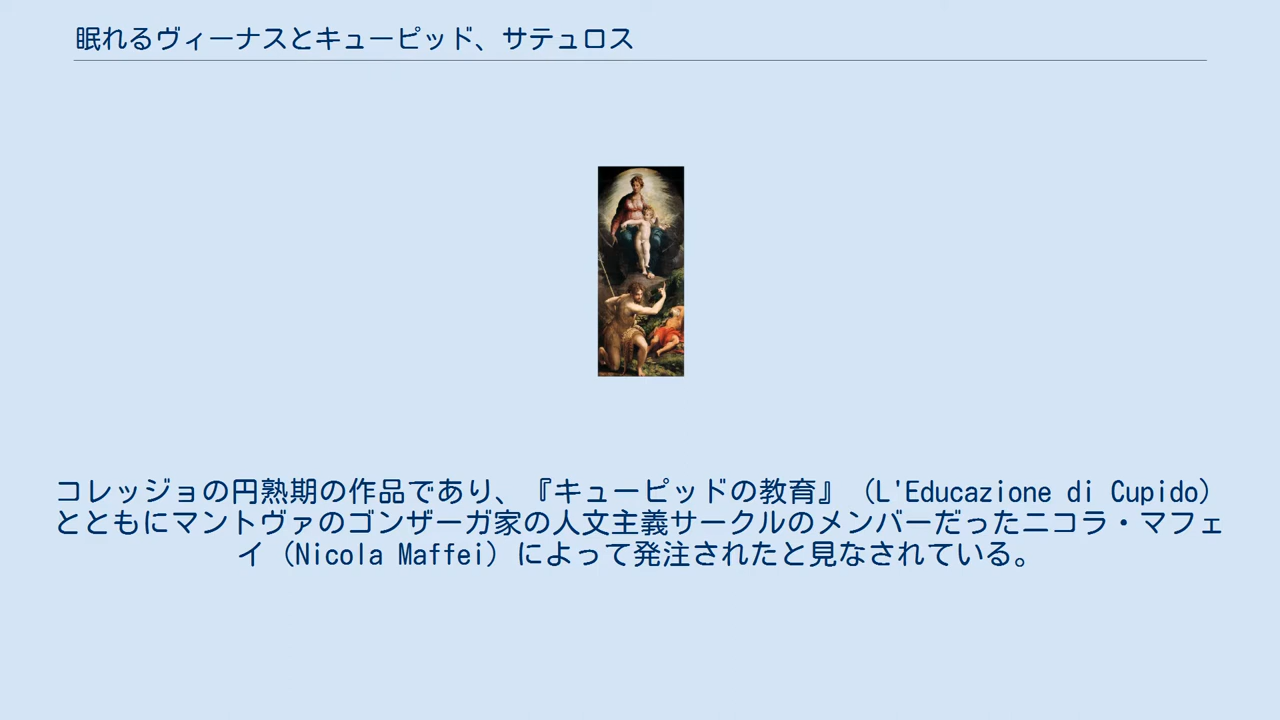 眠れるヴィーナスとキューピッド、サテュロス
コレッジョの円熟期の作品であり、『キューピッドの教育』（L'Educazione di Cupido）
とともにマントヴァのゴンザーガ家の人文主義サークルのメンバーだったニコラ・マフェ
イ（Nicola Maffei）によって発注されたと見なされている。